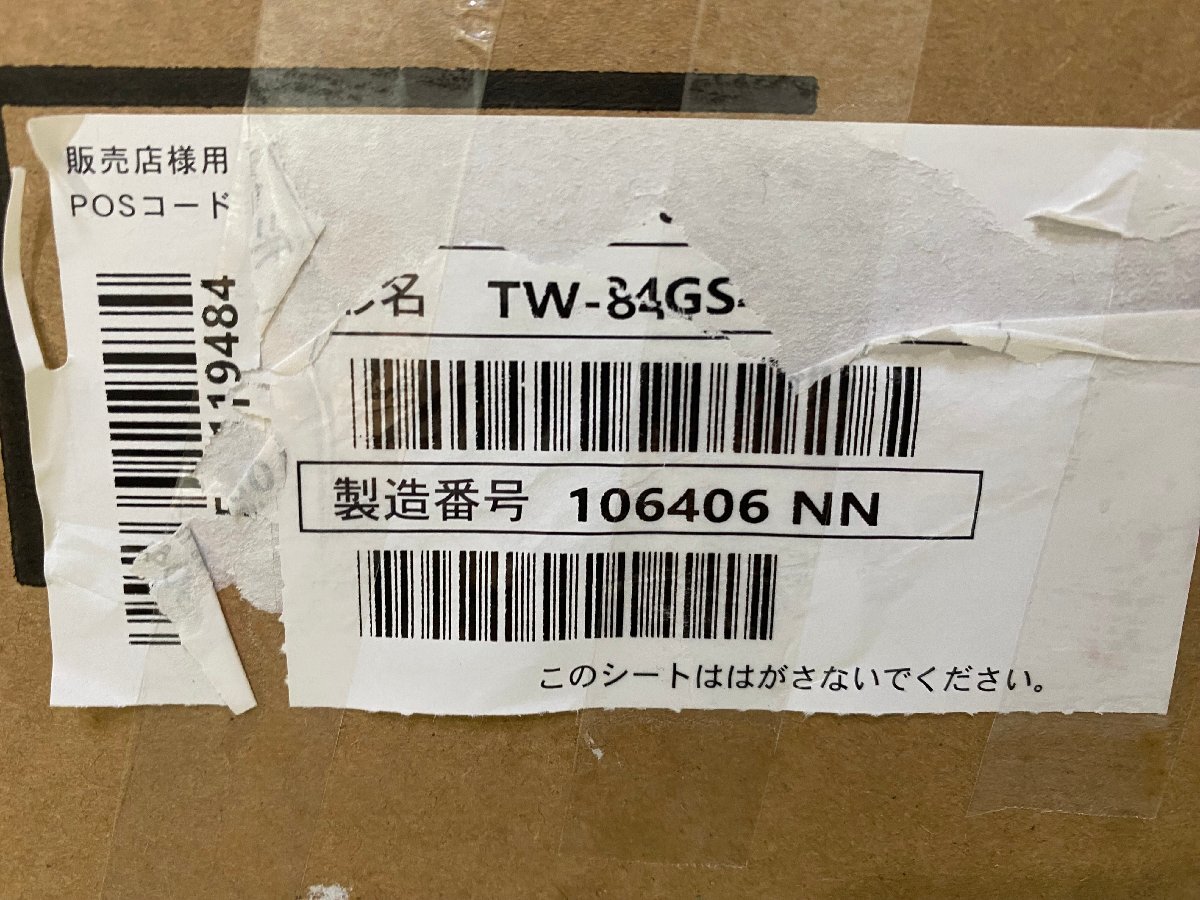 販売店様用
POSコード
119484
名 TW-84GS
製造番号 106406 NN
このシートははがさないでください。